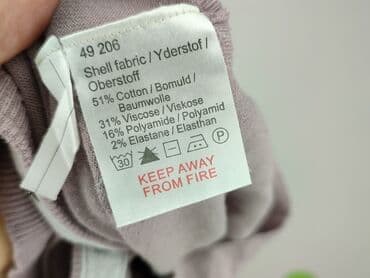 49 206
Shell fabric / Yderstof /
Oberstoff
51% Cotton / Bomuld /
Baumwolle
31% Viscose / Viskose
16% Polyamide / Polyamid
2% Elastane / Elasthan
30 P
KEEP AWAY
FROM FIRE